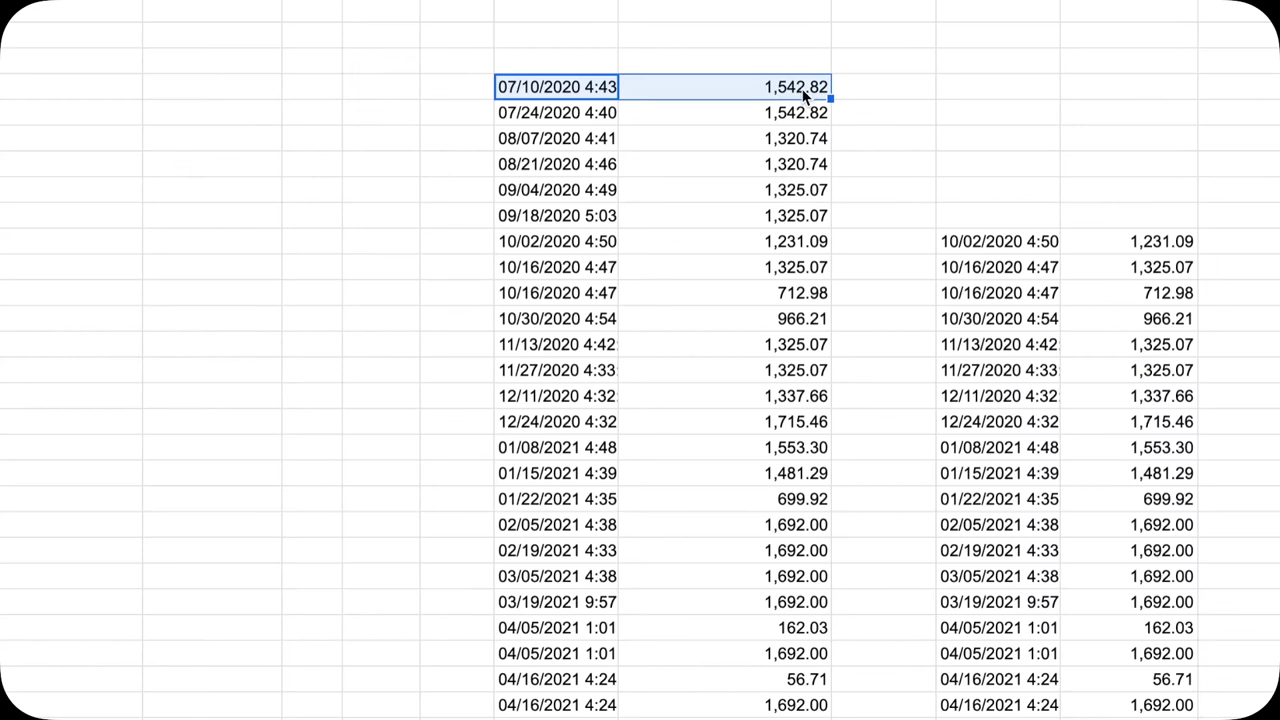 07/10/2020 4:43 1,542.82
07/24/2020 4:40 1,542.82
08/07/2020 4:41 1,320.74
08/21/2020 4:46 1,320.74
09/04/2020 4:49 1,325.07
09/18/2020 5:03 1,325.07
10/02/2020 4:50 1,231.09 10/02/2020 4:50 1,231.09
10/16/2020 4:47 1,325.07 10/16/2020 4:47 1,325.07
10/16/2020 4:47 712.98 10/16/2020 4:47 712.98
10/30/2020 4:54 966.21 10/30/2020 4:54 966.21
11/13/2020 4:42: 1,325.07 11/13/2020 4:42: 1,325.07
11/27/2020 4:33: 1,325.07 11/27/2020 4:33: 1,325.07
12/11/2020 4:32: 1,337.66 12/11/2020 4:32: 1,337.66
12/24/2020 4:32 1,715.46 12/24/2020 4:32 1,715.46
01/08/2021 4:48 1,553.30 01/08/2021 4:48 1,553.30
01/15/2021 4:39 1,481.29 01/15/2021 4:39 1,481.29
01/22/2021 4:35 699.92 01/22/2021 4:35 699.92
02/05/2021 4:38 1,692.00 02/05/2021 4:38 1,692.00
02/19/2021 4:33 1,692.00 02/19/2021 4:33 1,692.00
03/05/2021 4:38 1,692.00 03/05/2021 4:38 1,692.00
03/19/2021 9:57 1,692.00 03/19/2021 9:57 1,692.00
04/05/2021 1:01 162.03 04/05/2021 1:01 162.03
04/05/2021 1:01 1,692.00 04/05/2021 1:01 1,692.00
04/16/2021 4:24 56.71 04/16/2021 4:24 56.71
04/16/2021 4:24 1,692.00 04/16/2021 4:24 1,692.00